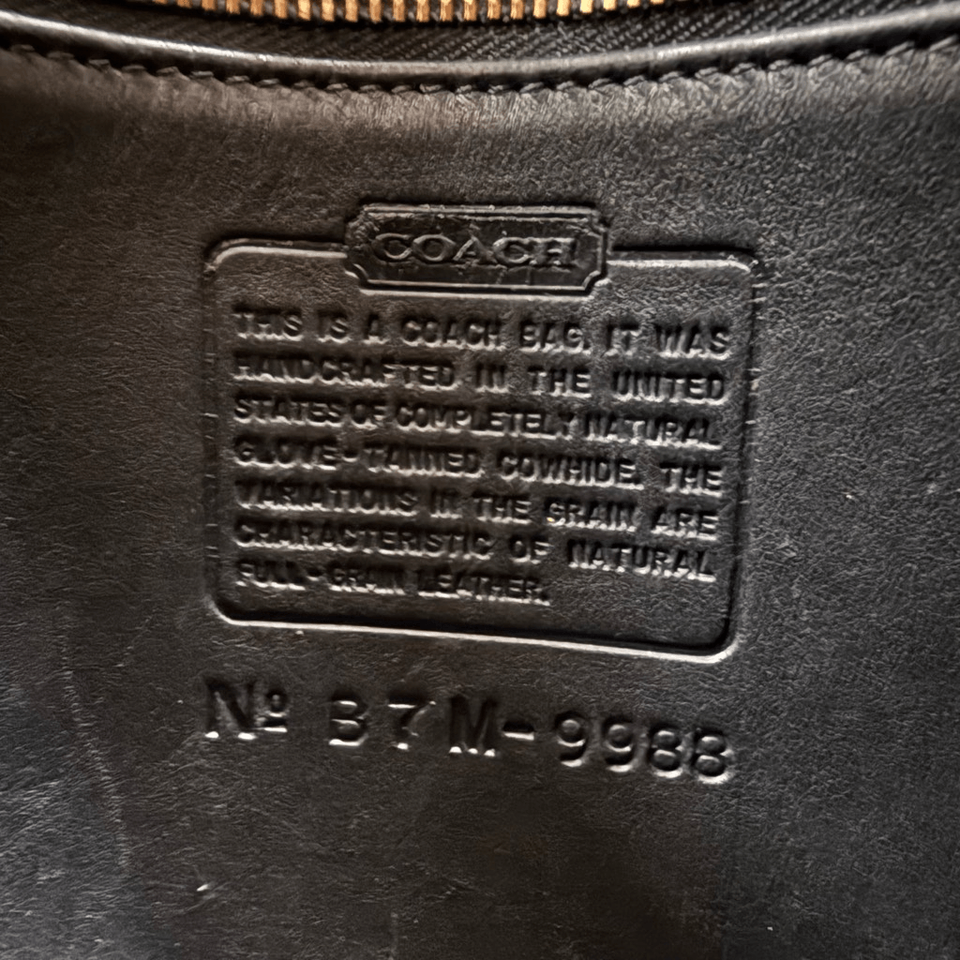 COACH
THIS IS A COACH BAG. IT WAS
HANDCRAFTED IN THE UNITED
STATES OF COMPLETELY NATURAL
GLOVE-TANNED COWHIDE. THE
VARIATIONS IN THE GRAIN ARE
CHARACTERISTIC OF NATURAL
FULL-GRAIN LEATHER.
Nº B7M-9988